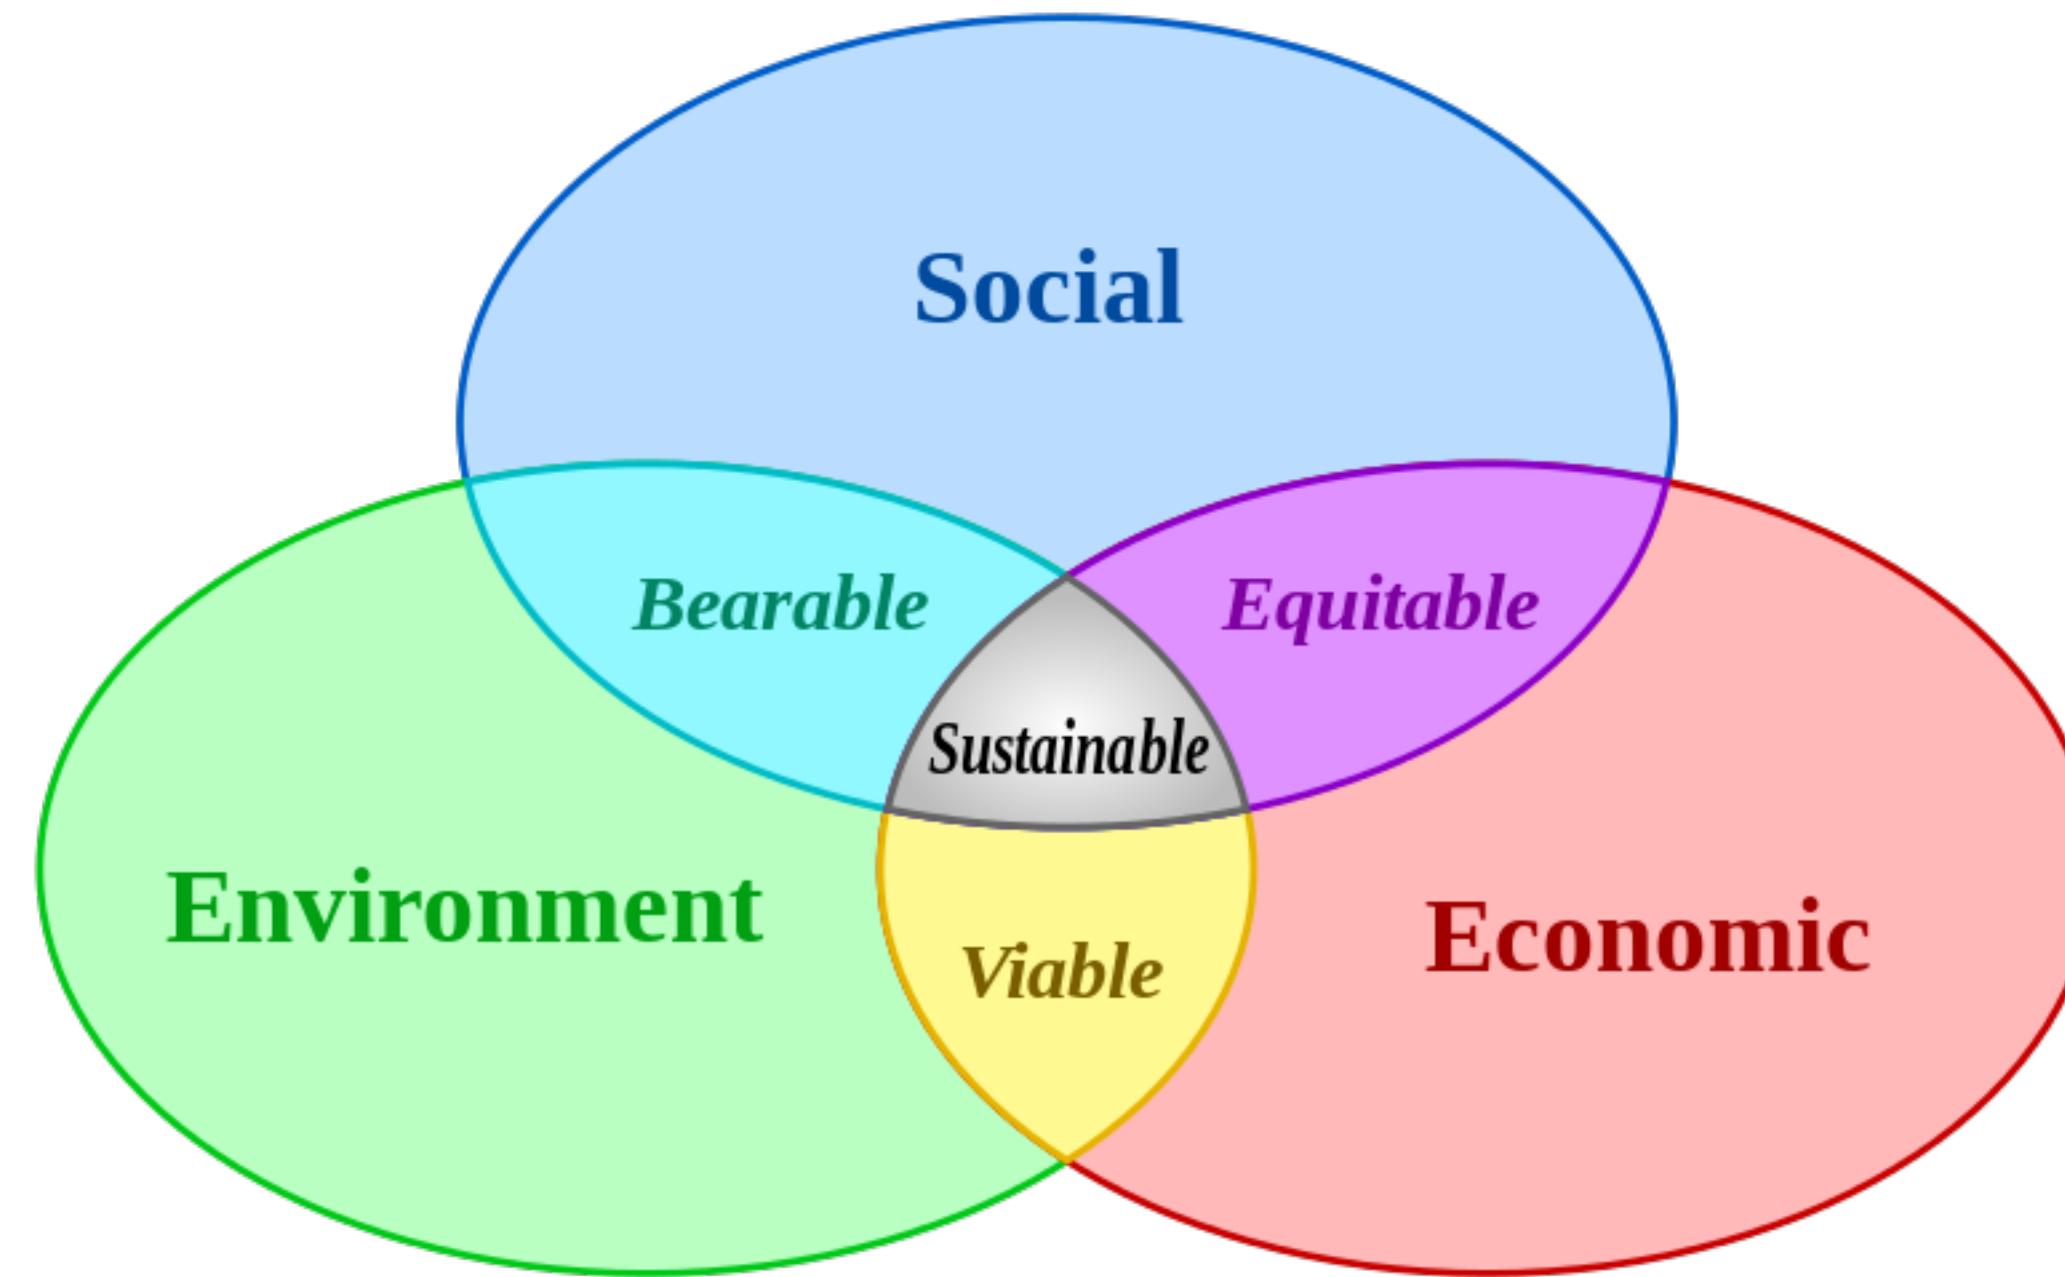 Social
Bearable
Equitable
Sustainable
Environment
Economic
Viable